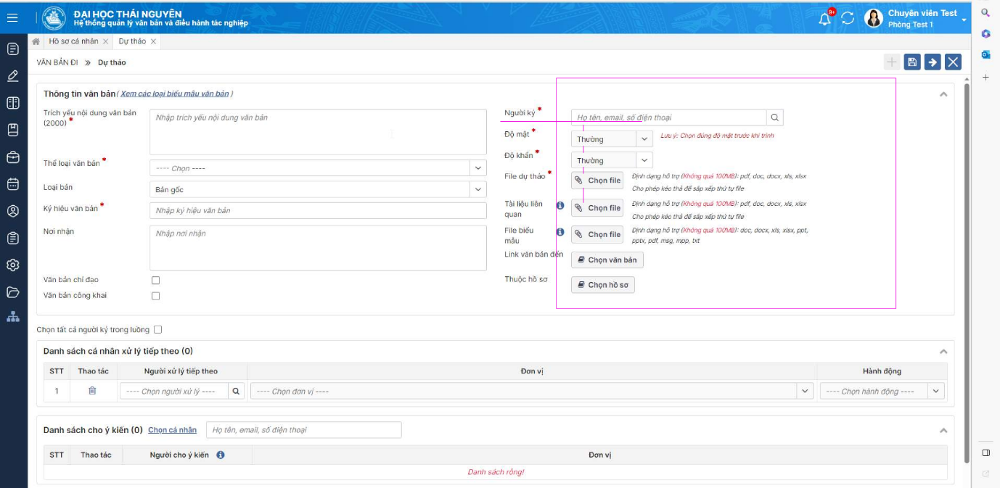 ĐẠI HỌC THÁI NGUYÊN
Hệ thống quản lý văn bản và điều hành tác nghiệp
9+
Chuyên viên Test
Phòng Test 1
Hồ sơ cá nhân
Dự thảo
VĂN BẢN ĐI » Dự thảo
Thông tin văn bản ( Xem các loại biểu mẫu văn bản )
Trích yếu nội dung văn bản (2000) *
Nhập trích yếu nội dung văn bản
Thể loại văn bản *
---- Chọn ----
Loại bản
Bản gốc
Ký hiệu văn bản *
Nhập ký hiệu văn bản
Nơi nhận
Nhập nơi nhận
Văn bản chỉ đạo
Văn bản công khai
Người ký *
Họ tên, email, số điện thoại
Độ mật *
Thường
Lưu ý: Chọn đúng độ mật trước khi trình
Độ khẩn *
Thường
File dự thảo *
Chọn file
Định dạng hỗ trợ (Không quá 100MB): pdf, doc, docx, xls, xlsx
Cho phép kéo thả để sắp xếp thứ tự file
Tài liệu liên quan
Chọn file
Định dạng hỗ trợ (Không quá 100MB): pdf, doc, docx, xls, xlsx
Cho phép kéo thả để sắp xếp thứ tự file
File biểu mẫu
Chọn file
Định dạng hỗ trợ (Không quá 100MB): doc, docx, xls, xlsx, ppt,
pptx, pdf, msg, mpp, txt
Link văn bản đến
Chọn văn bản
Thuộc hồ sơ
Chọn hồ sơ
Chọn tất cả người ký trong luồng
Danh sách cá nhân xử lý tiếp theo (0)
STT Thao tác Người xử lý tiếp theo Đơn vị Hành động
1 ---- Chọn người xử lý ---- ---- Chọn đơn vị ---- ---- Chọn hành động ----
Danh sách cho ý kiến (0) Chọn cá nhân Họ tên, email, số điện thoại
STT Thao tác Người cho ý kiến Đơn vị
Danh sách rỗng!